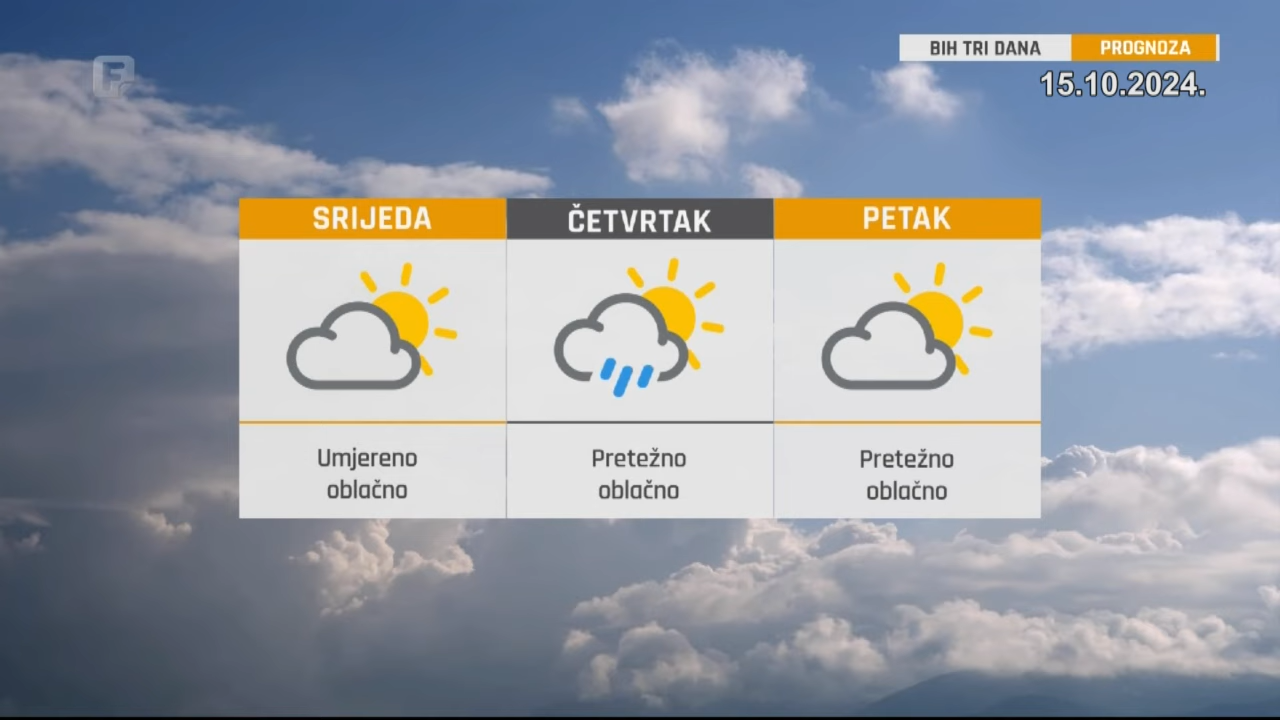 BIH TRI DANA PROGNOZA
15.10.2024.
F
SRIJEDA ČETVRTAK PETAK
Umjereno
oblačno
Pretežno
oblačno
Pretežno
oblačno